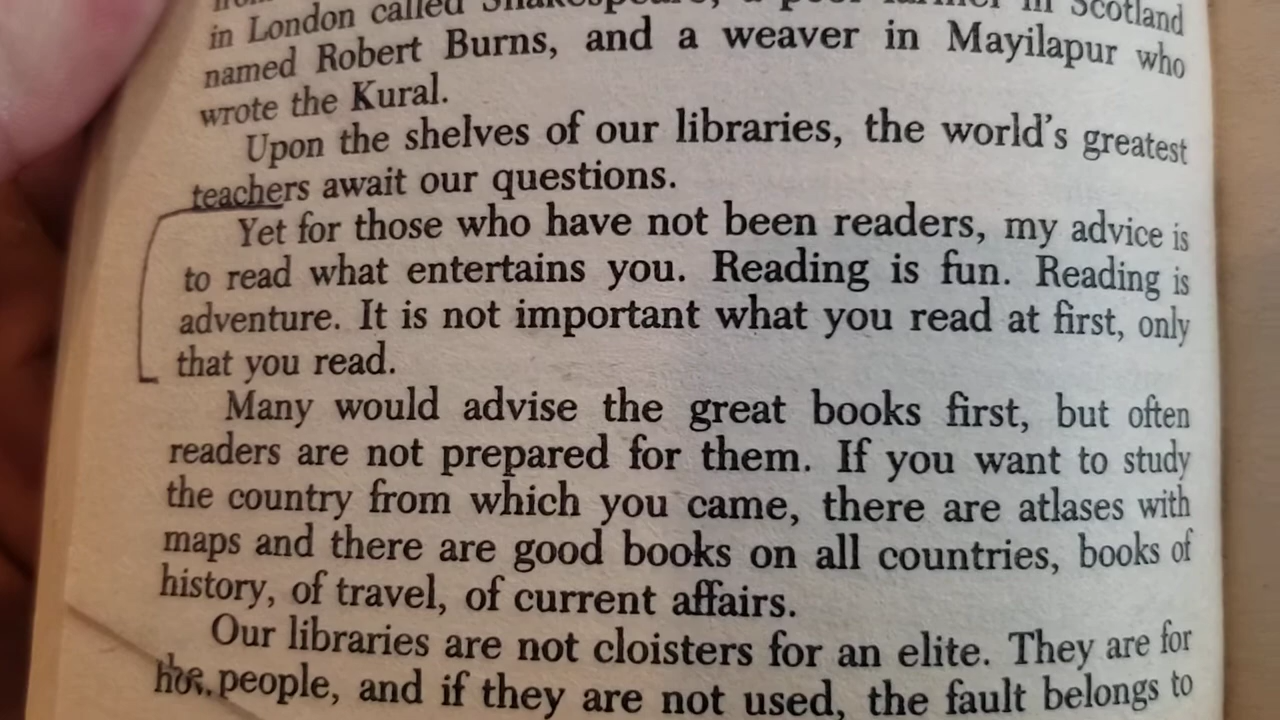 in London called Shakespeare, a poor farmer in Scotland
named Robert Burns, and a weaver in Mayilapur who
wrote the Kural.
Upon the shelves of our libraries, the world's greatest
teachers await our questions.
Yet for those who have not been readers, my advice is
to read what entertains you. Reading is fun. Reading is
adventure. It is not important what you read at first, only
that you read.
Many would advise the great books first, but often
readers are not prepared for them. If you want to study
the country from which you came, there are atlases with
maps and there are good books on all countries, books of
history, of travel, of current affairs.
Our libraries are not cloisters for an elite. They are for
people, and if they are not used, the fault belongs to